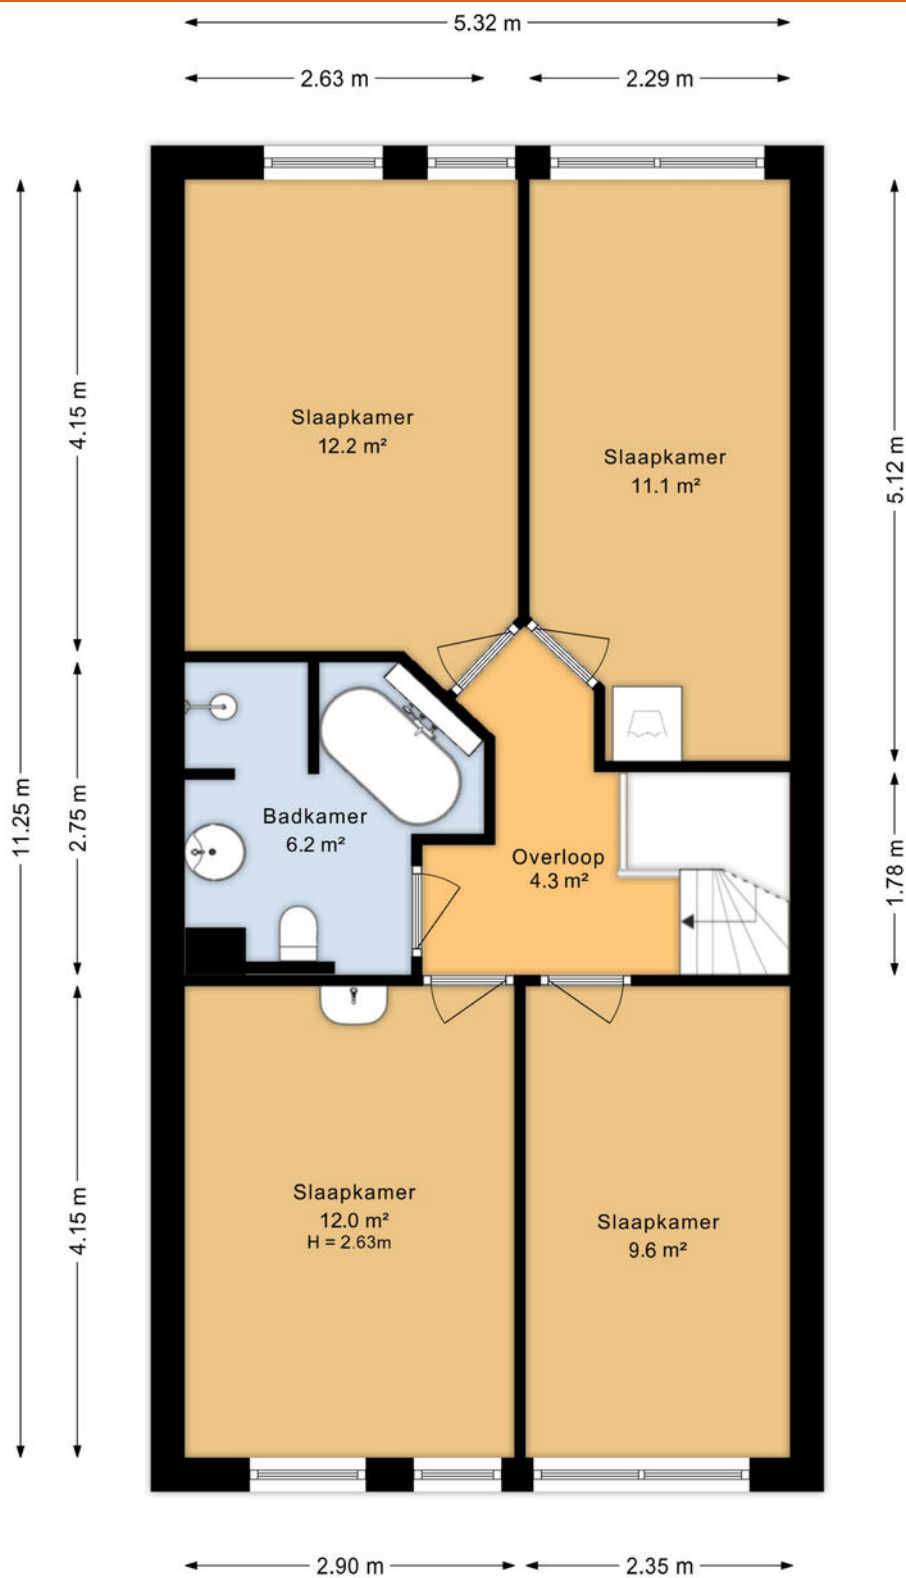 5.32 m
2.63 m
2.29 m
4.15 m
5.12 m
Slaapkamer
12.2 m²
Slaapkamer
11.1 m²
11.25 m
2.75 m
Badkamer
6.2 m²
Overloop
4.3 m²
1.78 m
4.15 m
Slaapkamer
12.0 m²
H = 2.63m
Slaapkamer
9.6 m²
2.90 m
2.35 m